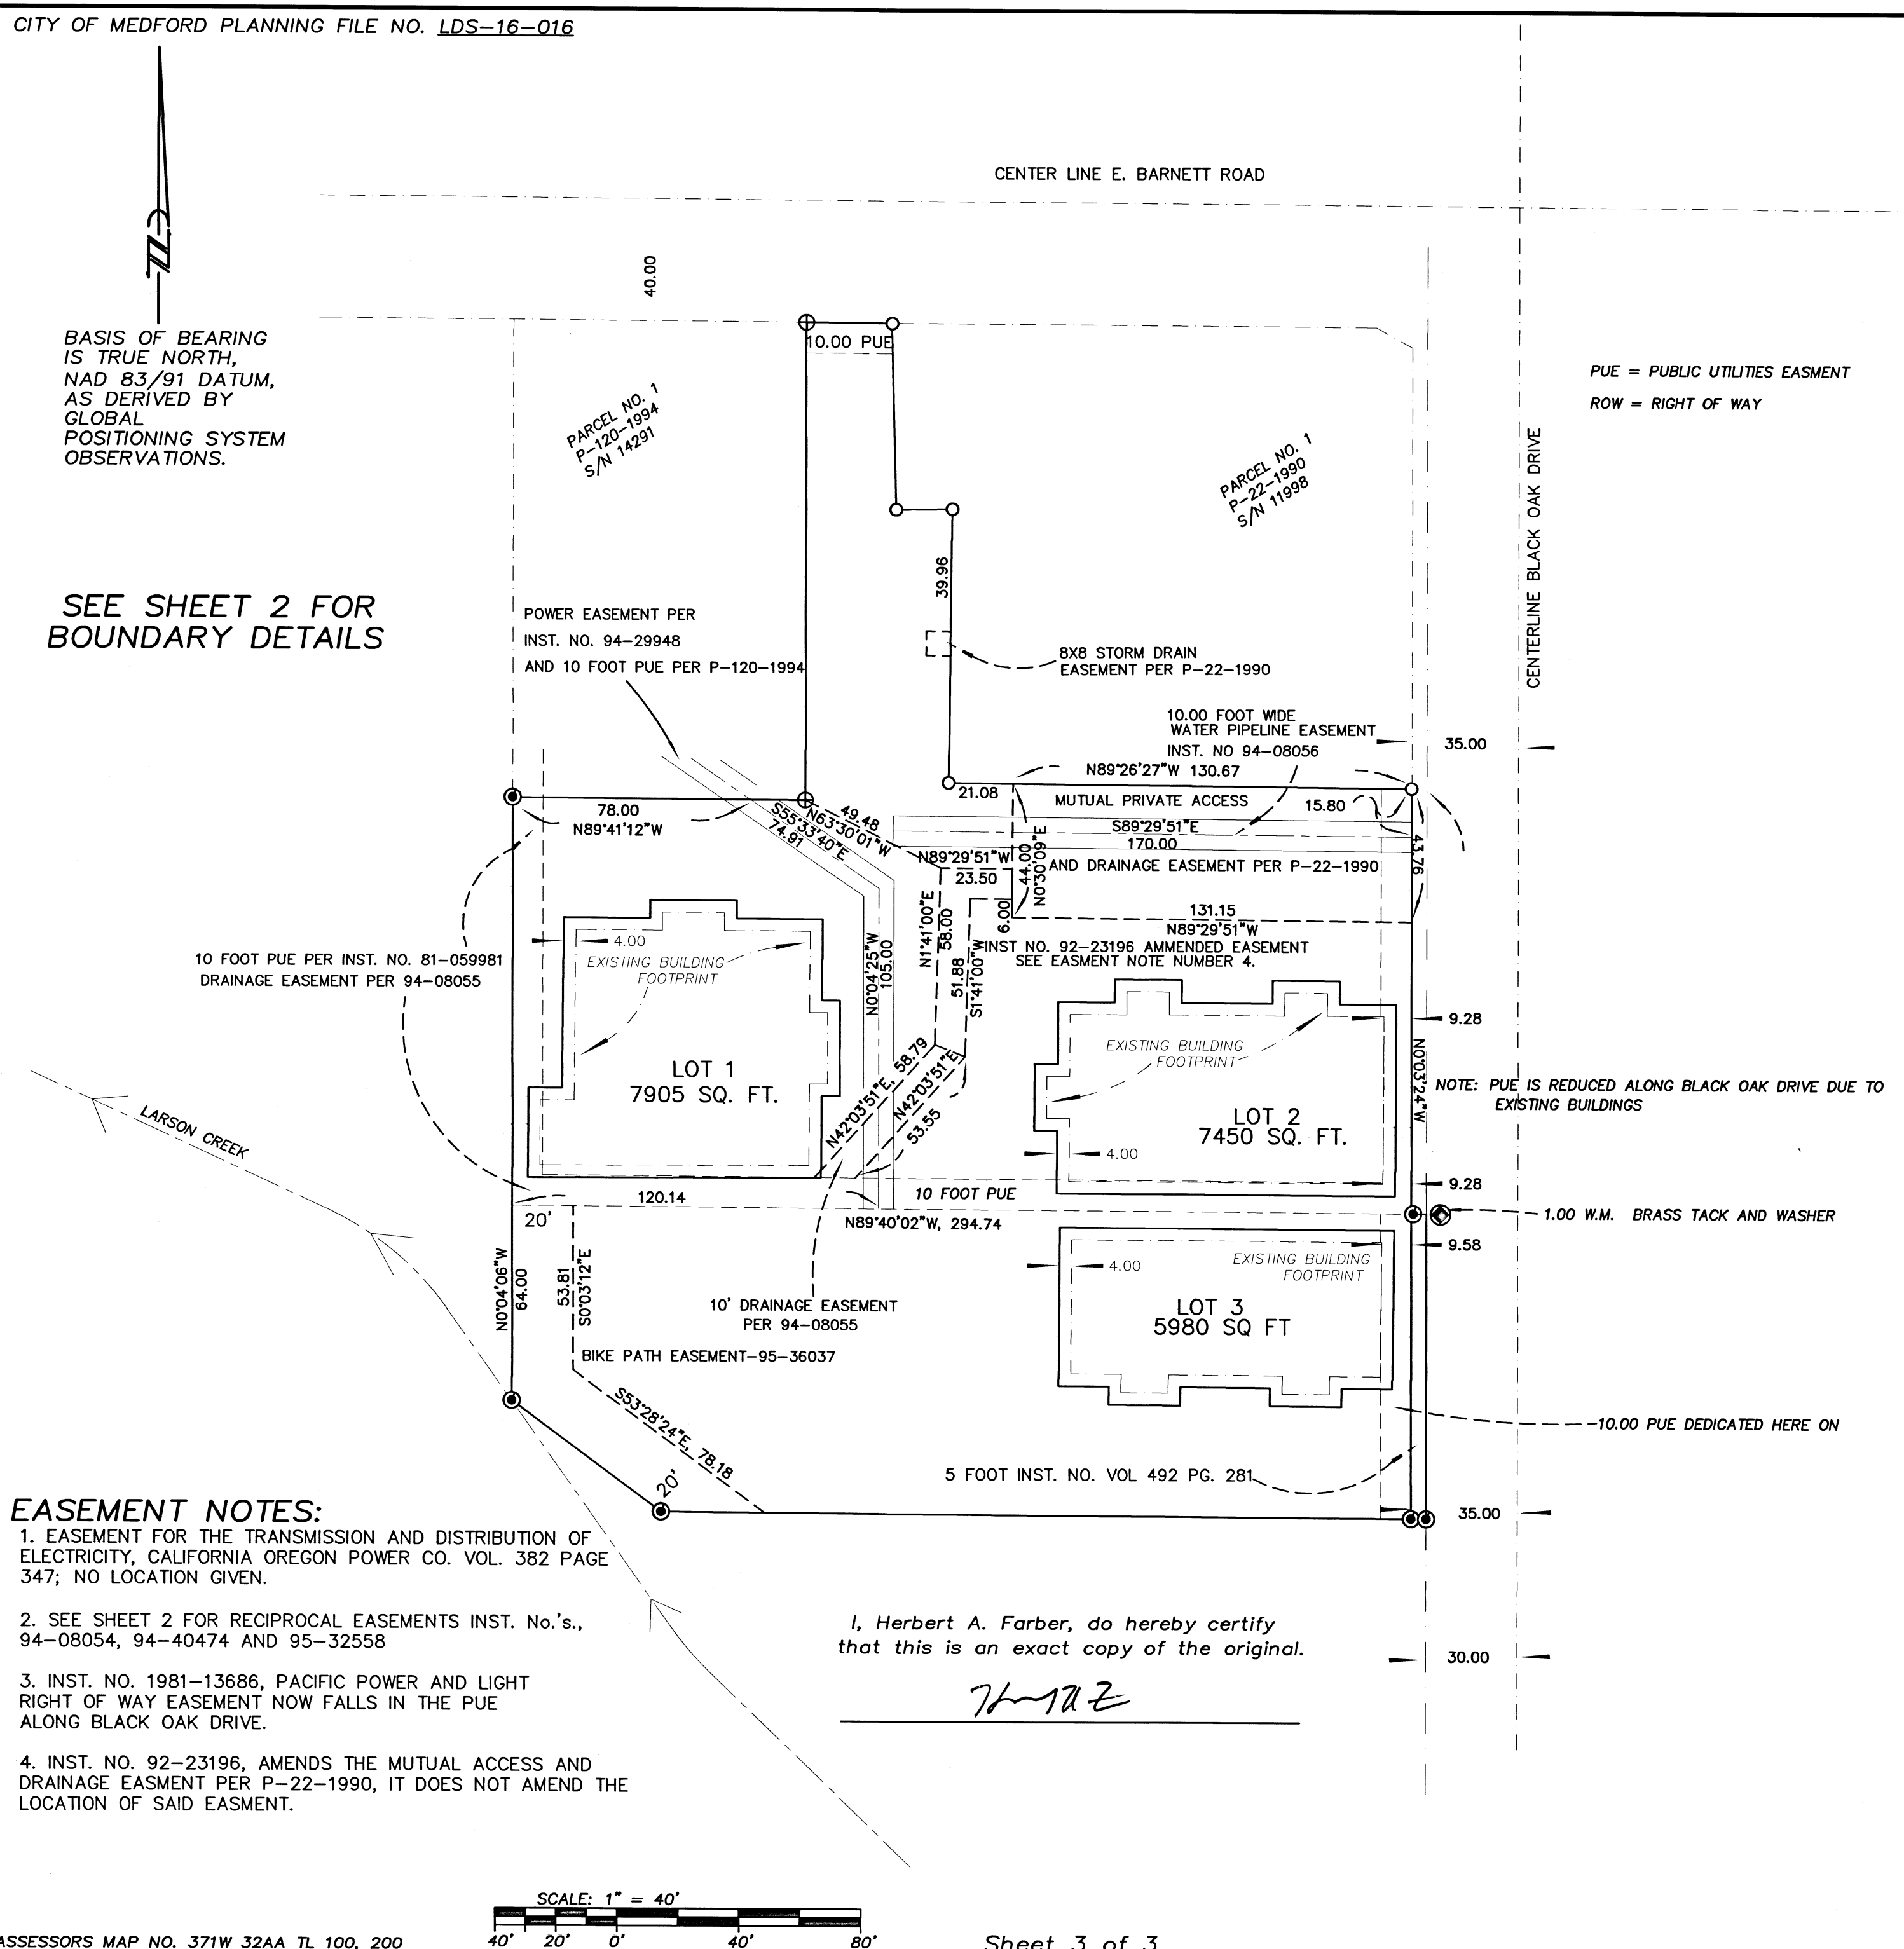 CITY OF MEDFORD PLANNING FILE NO. LDS-16-016
CENTER LINE E. BARNETT ROAD
40.00
BASIS OF BEARING
IS TRUE NORTH,
NAD 83/91 DATUM,
AS DERIVED BY
GLOBAL
POSITIONING SYSTEM
OBSERVATIONS.
10.00 PUE
PARCEL NO. 1
P-120-1994
S/N 14291
PARCEL NO. 1
P-22-1990
S/N 11998
PUE = PUBLIC UTILITIES EASMENT
ROW = RIGHT OF WAY
CENTERLINE BLACK OAK DRIVE
SEE SHEET 2 FOR
BOUNDARY DETAILS
39.96
POWER EASEMENT PER
INST. NO. 94-29948
AND 10 FOOT PUE PER P-120-1994
8X8 STORM DRAIN
EASEMENT PER P-22-1990
10.00 FOOT WIDE
WATER PIPELINE EASEMENT
INST. NO 94-08056
35.00
N89°26'27"W 130.67
21.08
MUTUAL PRIVATE ACCESS
15.80
78.00
N89°41'12"W
49.48
N63°30'01"W
S55°33'40"E
74.91
S89°29'51"E
170.00
N89°29'51"W
23.50
44.00
N0°30'09"E
AND DRAINAGE EASEMENT PER P-22-1990
43.76
131.15
N89°29'51"W
6.00
INST NO. 92-23196 AMMENDED EASEMENT
SEE EASMENT NOTE NUMBER 4.
N1°41'00"E
58.00
51.88
S1°41'00"W
N0°04'25"W
105.00
10 FOOT PUE PER INST. NO. 81-059981
DRAINAGE EASEMENT PER 94-08055
4.00
EXISTING BUILDING
FOOTPRINT
LOT 1
7905 SQ. FT.
N42°03'51"E, 58.79
N42°03'51"E
53.55
EXISTING BUILDING
FOOTPRINT
LOT 2
7450 SQ. FT.
4.00
9.28
N0°03'24"W
NOTE: PUE IS REDUCED ALONG BLACK OAK DRIVE DUE TO
EXISTING BUILDINGS
9.28
LARSON CREEK
120.14
10 FOOT PUE
20'
N89°40'02"W, 294.74
1.00 W.M. BRASS TACK AND WASHER
9.58
N0°04'06"W
64.00
53.81
S0°03'12"E
10' DRAINAGE EASEMENT
PER 94-08055
4.00
EXISTING BUILDING
FOOTPRINT
LOT 3
5980 SQ FT
BIKE PATH EASEMENT-95-36037
S53°28'24"E, 78.18
20'
10.00 PUE DEDICATED HERE ON
5 FOOT INST. NO. VOL 492 PG. 281
35.00
EASEMENT NOTES:
1. EASEMENT FOR THE TRANSMISSION AND DISTRIBUTION OF
ELECTRICITY, CALIFORNIA OREGON POWER CO. VOL. 382 PAGE
347; NO LOCATION GIVEN.
2. SEE SHEET 2 FOR RECIPROCAL EASEMENTS INST. No.'s.,
94-08054, 94-40474 AND 95-32558
3. INST. NO. 1981-13686, PACIFIC POWER AND LIGHT
RIGHT OF WAY EASEMENT NOW FALLS IN THE PUE
ALONG BLACK OAK DRIVE.
4. INST. NO. 92-23196, AMENDS THE MUTUAL ACCESS AND
DRAINAGE EASMENT PER P-22-1990, IT DOES NOT AMEND THE
LOCATION OF SAID EASMENT.
I, Herbert A. Farber, do hereby certify
that this is an exact copy of the original.
30.00
SCALE: 1" = 40'
40' 20' 0' 40' 80'
ASSESSORS MAP NO. 371W 32AA TL 100, 200
Sheet 3 of 3